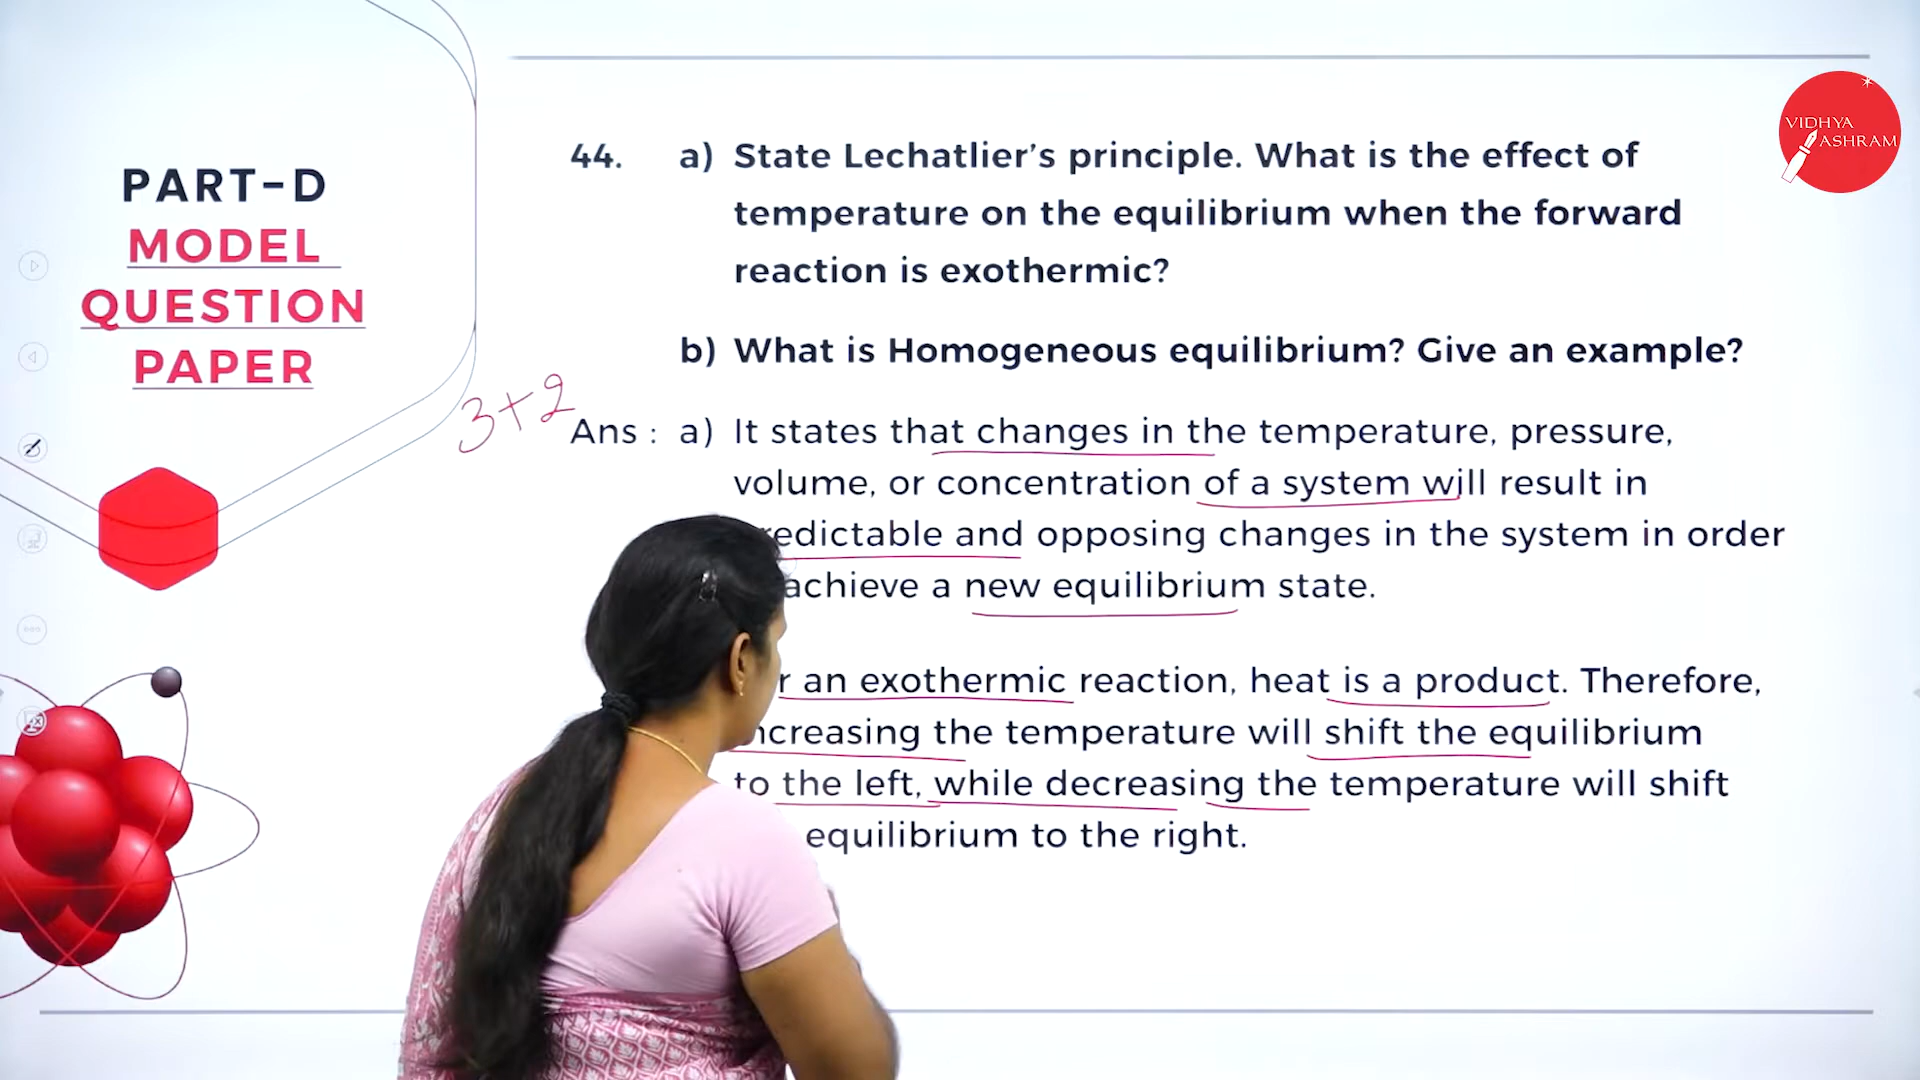 PART-D
MODEL
QUESTION
PAPER
VIDHYA
ASHRAM
44. a) State Lechatlier's principle. What is the effect of
temperature on the equilibrium when the forward
reaction is exothermic?
b) What is Homogeneous equilibrium? Give an example?
3+2
Ans : a) It states that changes in the temperature, pressure,
volume, or concentration of a system will result in
and opposing changes in the system in order
achieve a new equilibrium state.
an exothermic reaction, heat is a product. Therefore,
the temperature will shift the equilibrium
to the left, while decreasing the temperature will shift
equilibrium to the right.